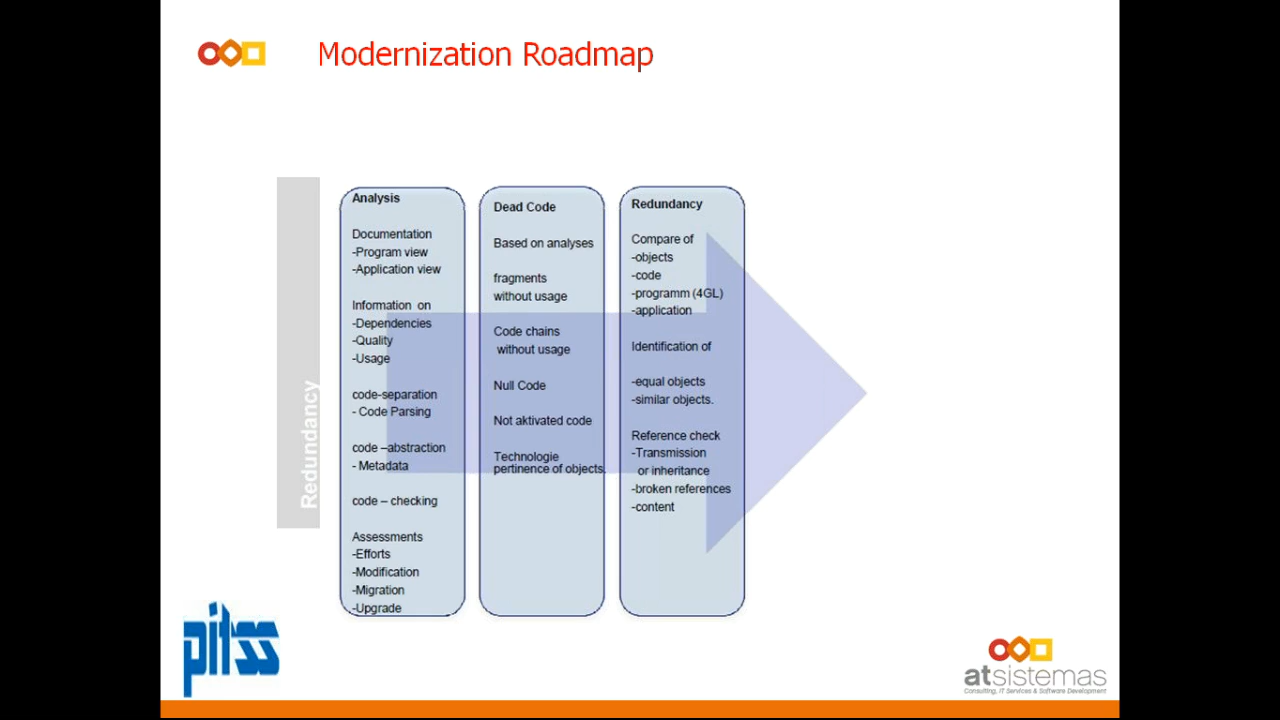 Modernization Roadmap
Redundancy
Analysis
Documentation
-Program view
-Application view
Information on
-Dependencies
-Quality
-Usage
code-separation
- Code Parsing
code –abstraction
- Metadata
code – checking
Assessments
-Efforts
-Modification
-Migration
-Upgrade
Dead Code
Based on analyses
fragments
without usage
Code chains
without usage
Null Code
Not aktivated code
Technologie
pertinence of objects.
Redundancy
Compare of
-objects
-code
-programm (4GL)
-application
Identification of
-equal objects
-similar objects.
Reference check
-Transmission
or inheritance
-broken references
-content
pitss
atsistemas
Consulting, IT Services & Software Development